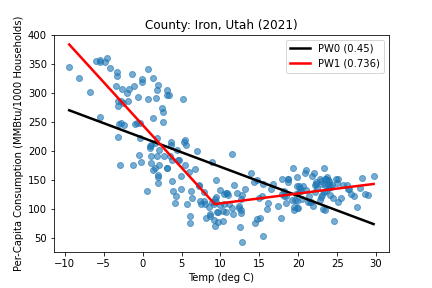 County: Iron, Utah (2021)
Per-Capita Consumption (MMBtu/1000 Households)
400
350
300
250
200
150
100
50
PW0 (0.45)
PW1 (0.736)
−10 −5 0 5 10 15 20 25 30
Temp (deg C)